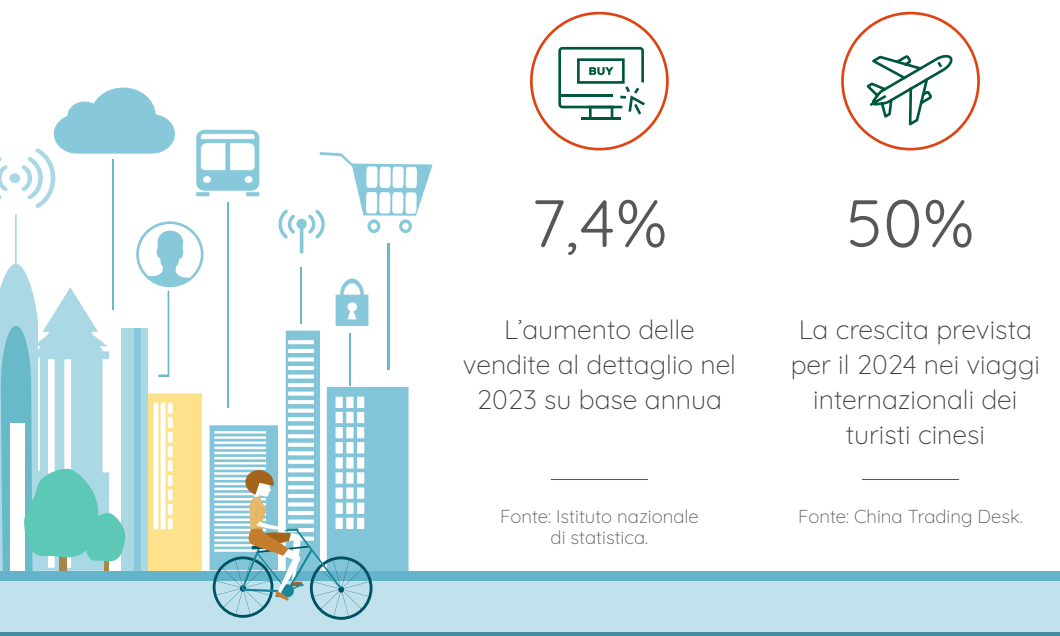 BUY
7,4%
L’aumento delle
vendite al dettaglio nel
2023 su base annua
Fonte: Istituto nazionale
di statistica.
50%
La crescita prevista
per il 2024 nei viaggi
internazionali dei
turisti cinesi
Fonte: China Trading Desk.